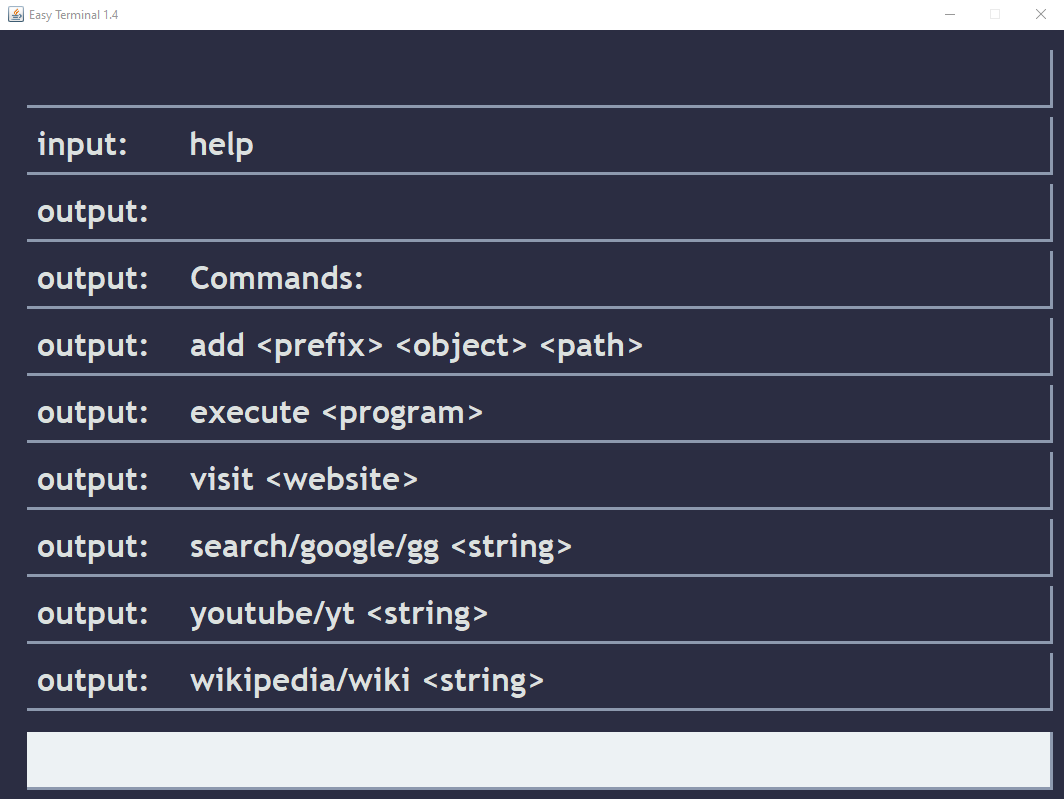 Easy Terminal 1.4
input: help
output:
output: Commands:
output: add <prefix> <object> <path>
output: execute <program>
output: visit <website>
output: search/google/gg <string>
output: youtube/yt <string>
output: wikipedia/wiki <string>